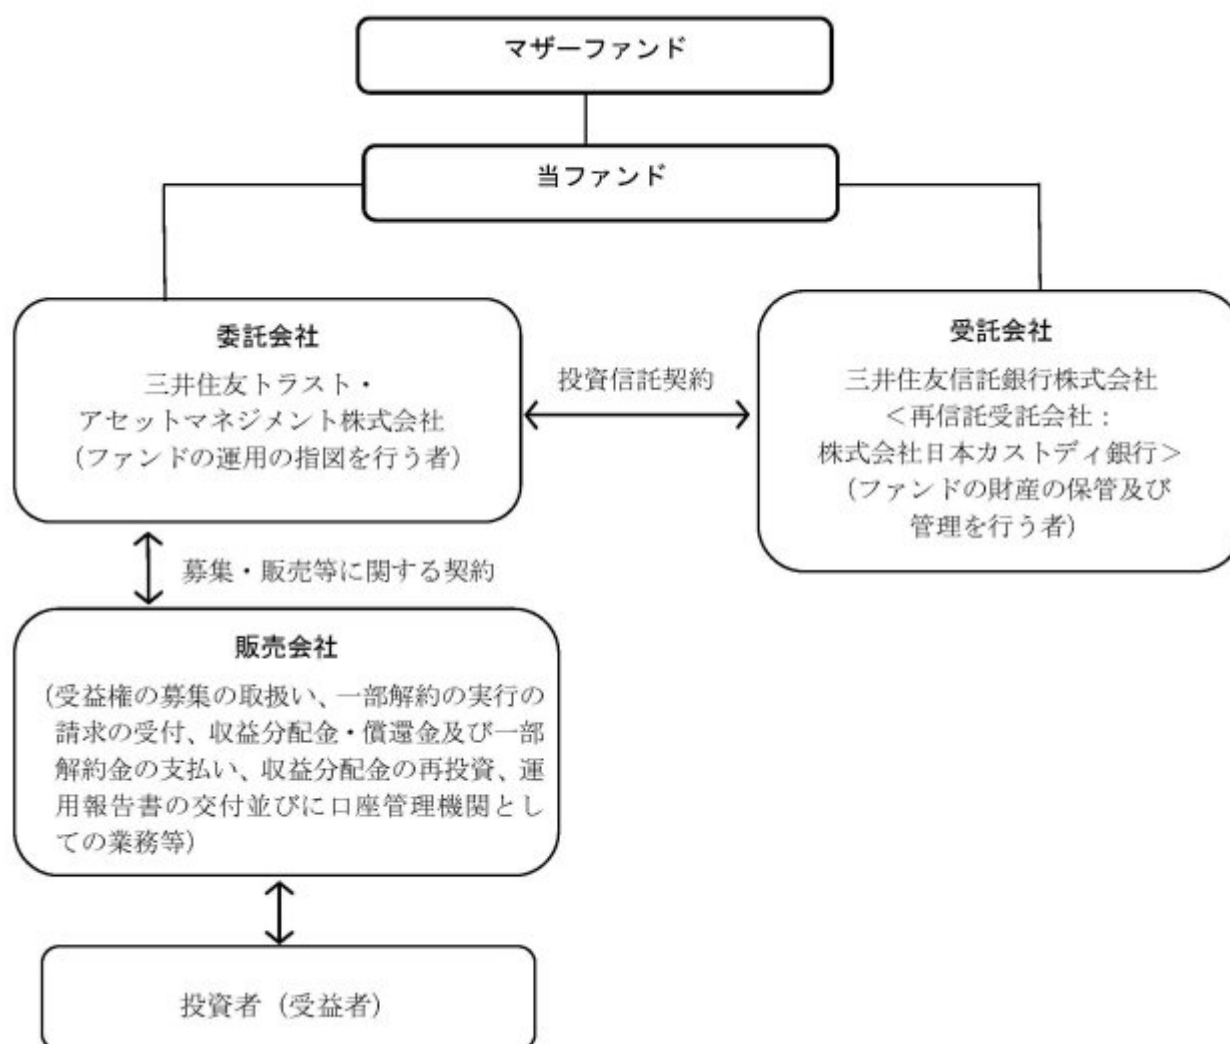 マザーファンド
当ファンド
委託会社
三井住友トラスト・
アセットマネジメント株式会社
（ファンドの運用の指図を行う者）
投資信託契約
受託会社
三井住友信託銀行株式会社
＜再信託受託会社：
株式会社日本カストディ銀行＞
（ファンドの財産の保管及び
管理を行う者）
募集・販売等に関する契約
販売会社
（受益権の募集の取扱い、一部解約の実行の
請求の受付、収益分配金・償還金及び一部
解約金の支払い、収益分配金の再投資、運
用報告書の交付並びに口座管理機関とし
ての業務等）
投資者（受益者）